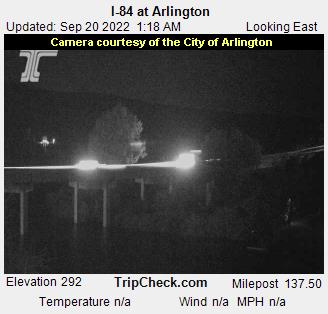 I-84 at Arlington
Updated: Sep 20 2022 1:18 AM Looking East
Camera courtesy of the City of Arlington
Elevation 292 TripCheck.com Milepost 137.50
Temperature n/a Wind n/a MPH n/a